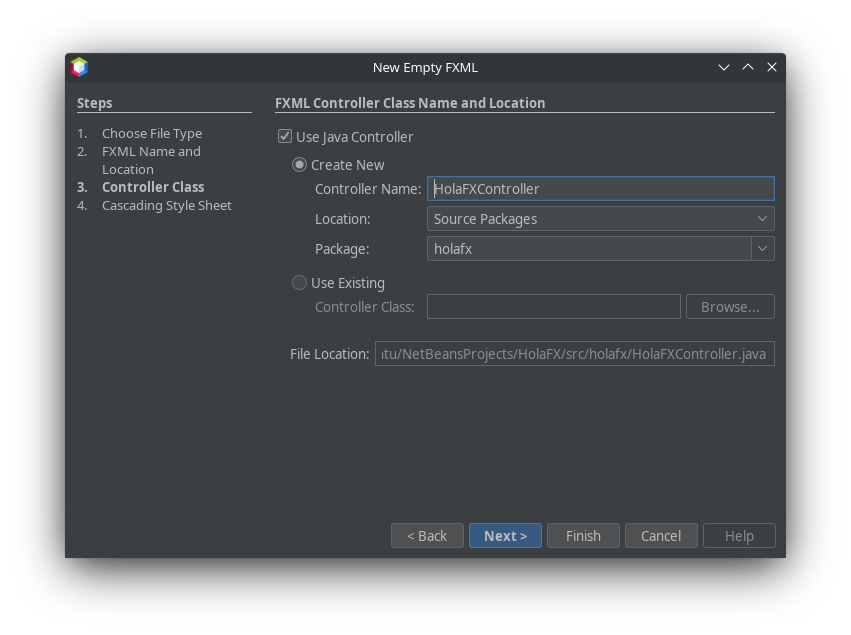 New Empty FXML
Steps
1. Choose File Type
2. FXML Name and
Location
3. Controller Class
4. Cascading Style Sheet
FXML Controller Class Name and Location
Use Java Controller
Create New
Controller Name: HolaFXController
Location: Source Packages
Package: holafx
Use Existing
Controller Class: Browse...
File Location: ntu/NetBeansProjects/HolaFX/src/holafx/HolaFXController.java
< Back Next > Finish Cancel Help